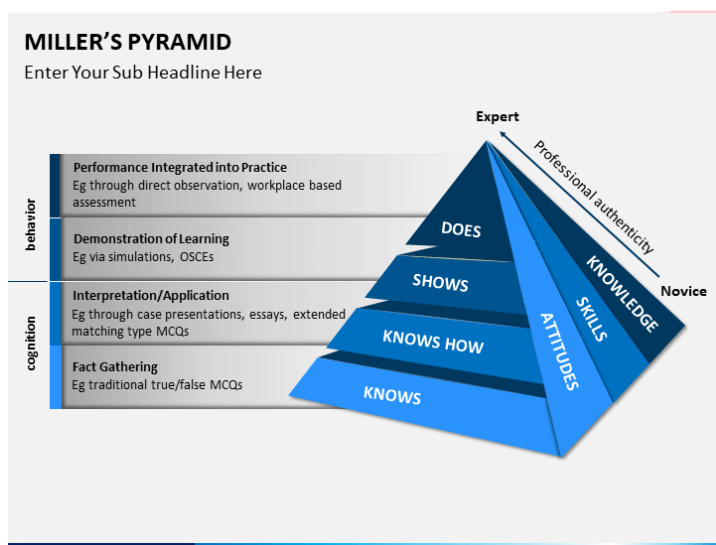 MILLER'S PYRAMID
Enter Your Sub Headline Here
Expert
Professional authenticity
Novice
behavior
Performance Integrated into Practice
Eg through direct observation, workplace based
assessment
Demonstration of Learning
Eg via simulations, OSCEs
cognition
Interpretation/Application
Eg through case presentations, essays, extended
matching type MCQs
Fact Gathering
Eg traditional true/false MCQs
DOES
SHOWS
KNOWS HOW
KNOWS
ATTITUDES
SKILLS
KNOWLEDGE